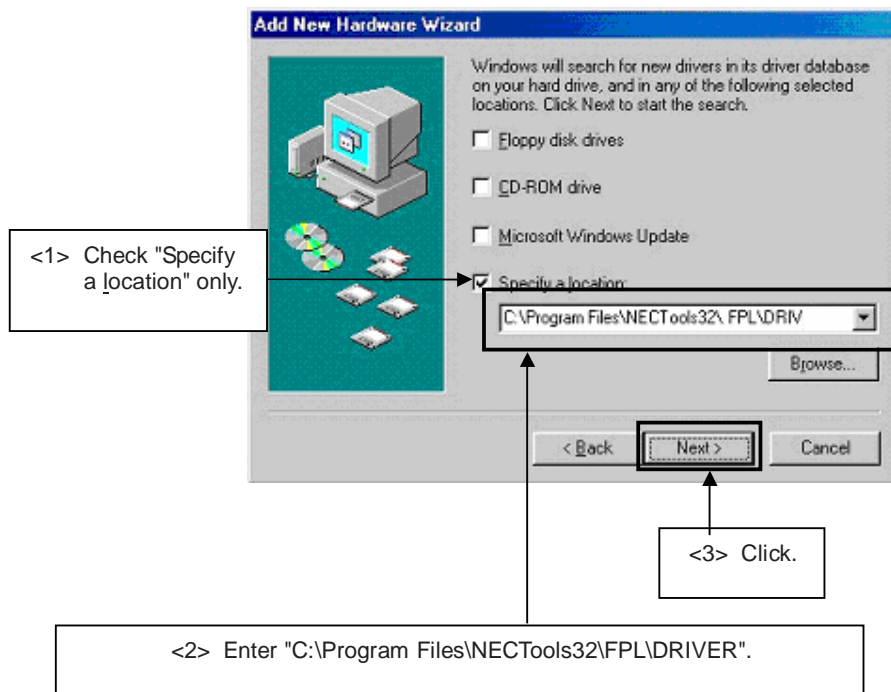 Add New Hardware Wizard
Windows will search for new drivers in its driver database
on your hard drive, and in any of the following selected
locations. Click Next to start the search.
Floppy disk drives
CD-ROM drive
Microsoft Windows Update
<1> Check "Specify
a location" only.
Specify a location:
C:\Program Files\NECTools32\ FPL\DRIV
Browse...
< Back
Next >
Cancel
<3> Click.
<2> Enter "C:\Program Files\NECTools32\FPL\DRIVER".